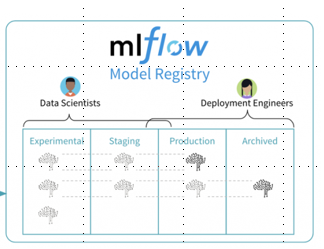 mlflow
Model Registry
Data Scientists
Deployment Engineers
Experimental Staging Production Archived